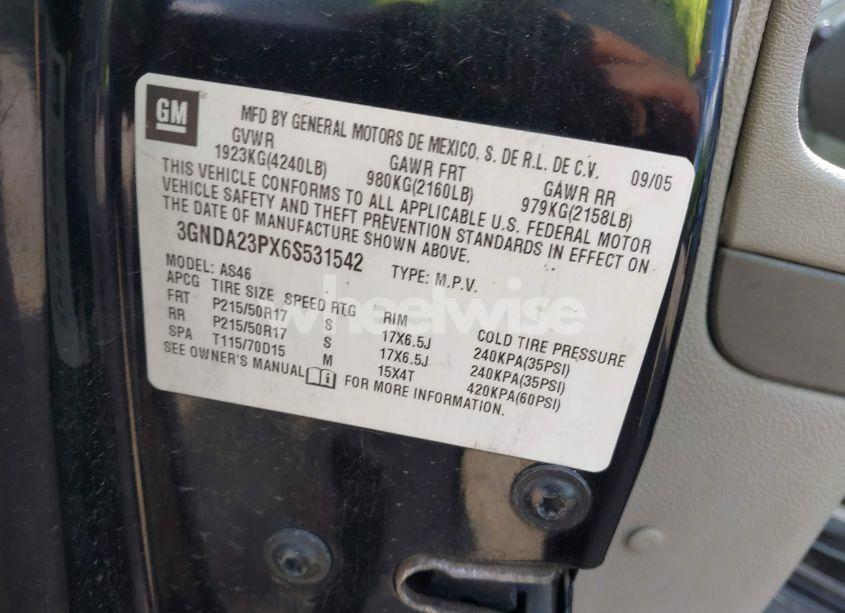 GM
MFD BY GENERAL MOTORS DE MEXICO, S. DE R.L. DE C.V. 09/05
GVWR GAWR FRT GAWR RR
1923KG(4240LB) 980KG(2160LB) 979KG(2158LB)
THIS VEHICLE CONFORMS TO ALL APPLICABLE U.S. FEDERAL MOTOR
VEHICLE SAFETY AND THEFT PREVENTION STANDARDS IN EFFECT ON
THE DATE OF MANUFACTURE SHOWN ABOVE.
3GNDA23PX6S531542 TYPE: M.P.V.
MODEL: AS46
APCG TIRE SIZE SPEED RTG RIM COLD TIRE PRESSURE
FRT P215/50R17 S 17X6.5J 240KPA(35PSI)
RR P215/50R17 S 17X6.5J 240KPA(35PSI)
SPA T115/70D15 M 15X4T 420KPA(60PSI)
SEE OWNER'S MANUAL FOR MORE INFORMATION.
wheelwise